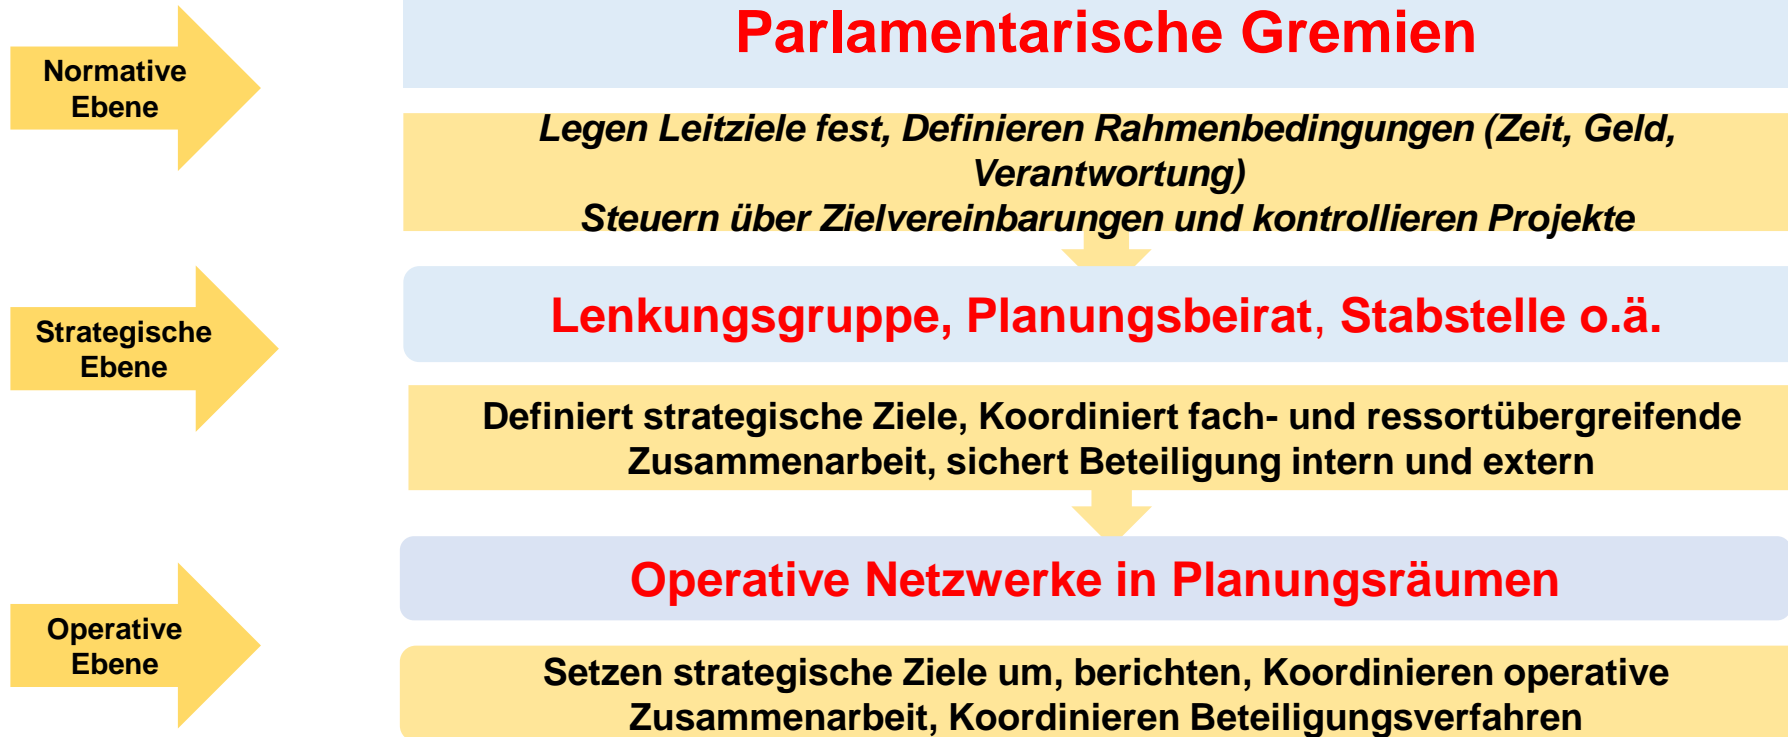 Parlamentarische Gremien
Normative
Ebene
Legen Leitziele fest, Definieren Rahmenbedingungen (Zeit, Geld,
Verantwortung)
Steuern über Zielvereinbarungen und kontrollieren Projekte
Strategische
Ebene
Lenkungsgruppe, Planungsbeirat, Stabstelle o.ä.
Definiert strategische Ziele, Koordiniert fach- und ressortübergreifende
Zusammenarbeit, sichert Beteiligung intern und extern
Operative
Ebene
Operative Netzwerke in Planungsräumen
Setzen strategische Ziele um, berichten, Koordinieren operative
Zusammenarbeit, Koordinieren Beteiligungsverfahren